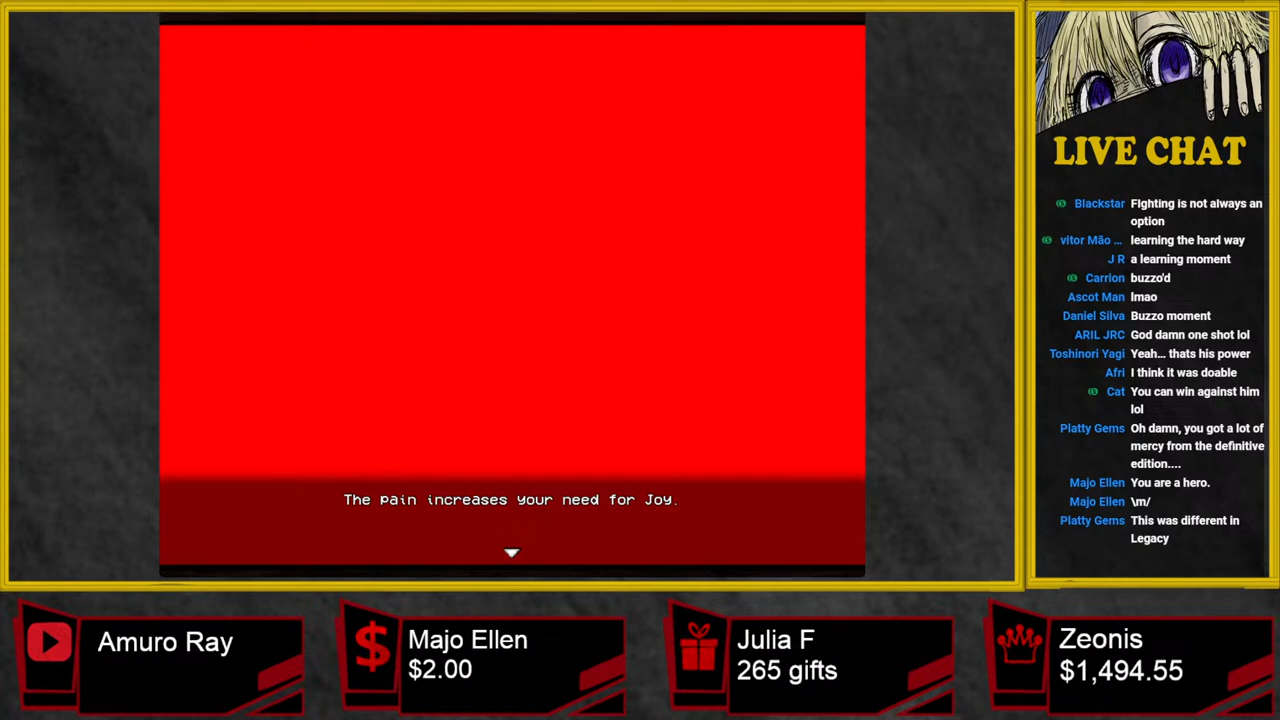 The pain increases your need for Joy.
LIVE CHAT
Blackstar FIghting is not always an
option
vitor Mão ... learning the hard way
J R a learning moment
Carrion buzzo'd
Ascot Man lmao
Daniel Silva Buzzo moment
ARIL JRC God damn one shot lol
Toshinori Yagi Yeah... thats his power
Afri I think it was doable
Cat You can win against him
lol
Platty Gems Oh damn, you got a lot of
mercy from the definitive
edition....
Majo Ellen You are a hero.
Majo Ellen \m/
Platty Gems This was different in
Legacy
Amuro Ray
Majo Ellen
$2.00
Julia F
265 gifts
Zeonis
$1,494.55